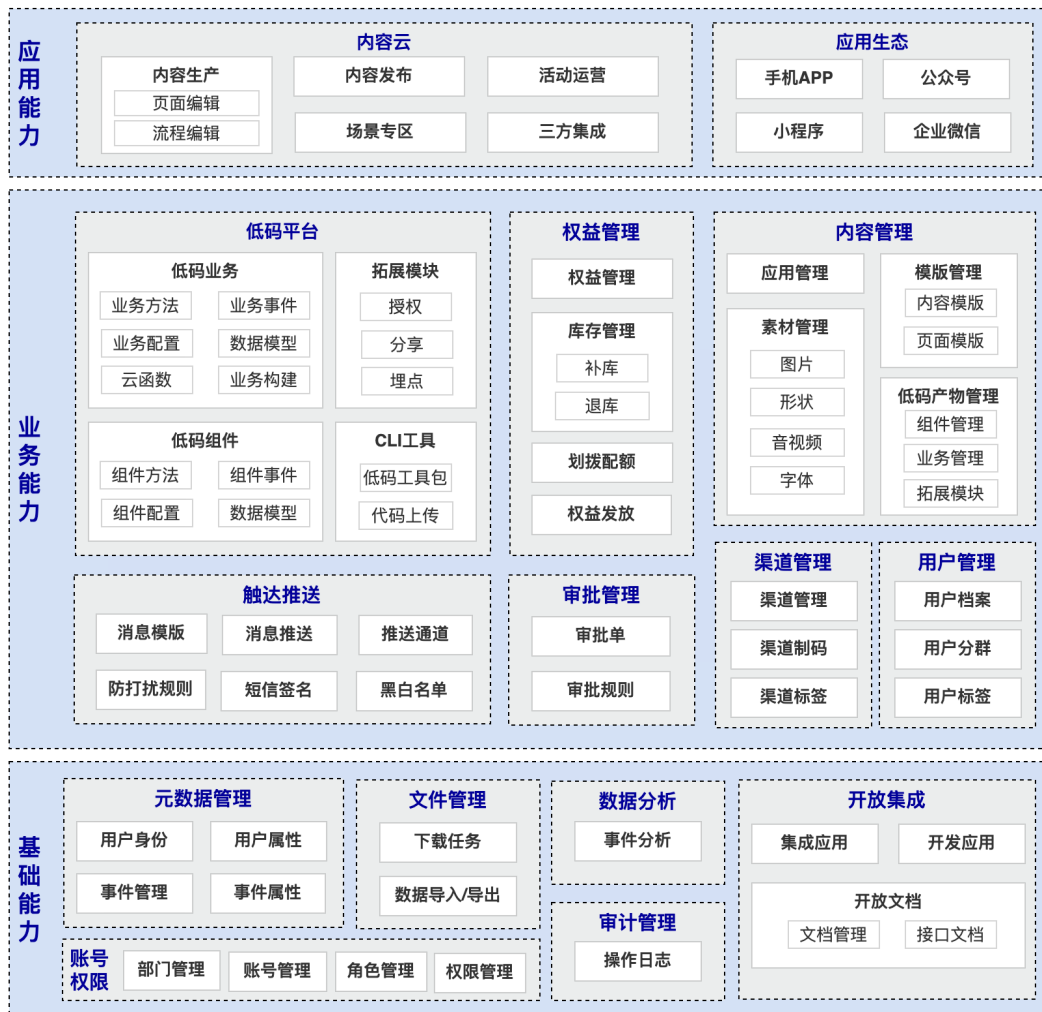 应用能力
内容云
内容生产
页面编辑
流程编辑
内容发布
活动运营
场景专区
三方集成
应用生态
手机APP
公众号
小程序
企业微信
业务能力
低码平台
低码业务
业务方法
业务事件
业务配置
数据模型
云函数
业务构建
拓展模块
授权
分享
埋点
低码组件
组件方法
组件事件
组件配置
数据模型
CLI工具
低码工具包
代码上传
权益管理
权益管理
库存管理
补库
退库
划拨配额
权益发放
内容管理
应用管理
素材管理
图片
形状
音视频
字体
模版管理
内容模版
页面模版
低码产物管理
组件管理
业务管理
拓展模块
触达推送
消息模版
消息推送
推送通道
防打扰规则
短信签名
黑白名单
审批管理
审批单
审批规则
渠道管理
渠道管理
渠道制码
渠道标签
用户管理
用户档案
用户分群
用户标签
基础能力
元数据管理
用户身份
用户属性
事件管理
事件属性
文件管理
下载任务
数据导入/导出
数据分析
事件分析
审计管理
操作日志
开放集成
集成应用
开发应用
开放文档
文档管理
接口文档
账号
权限
部门管理
账号管理
角色管理
权限管理